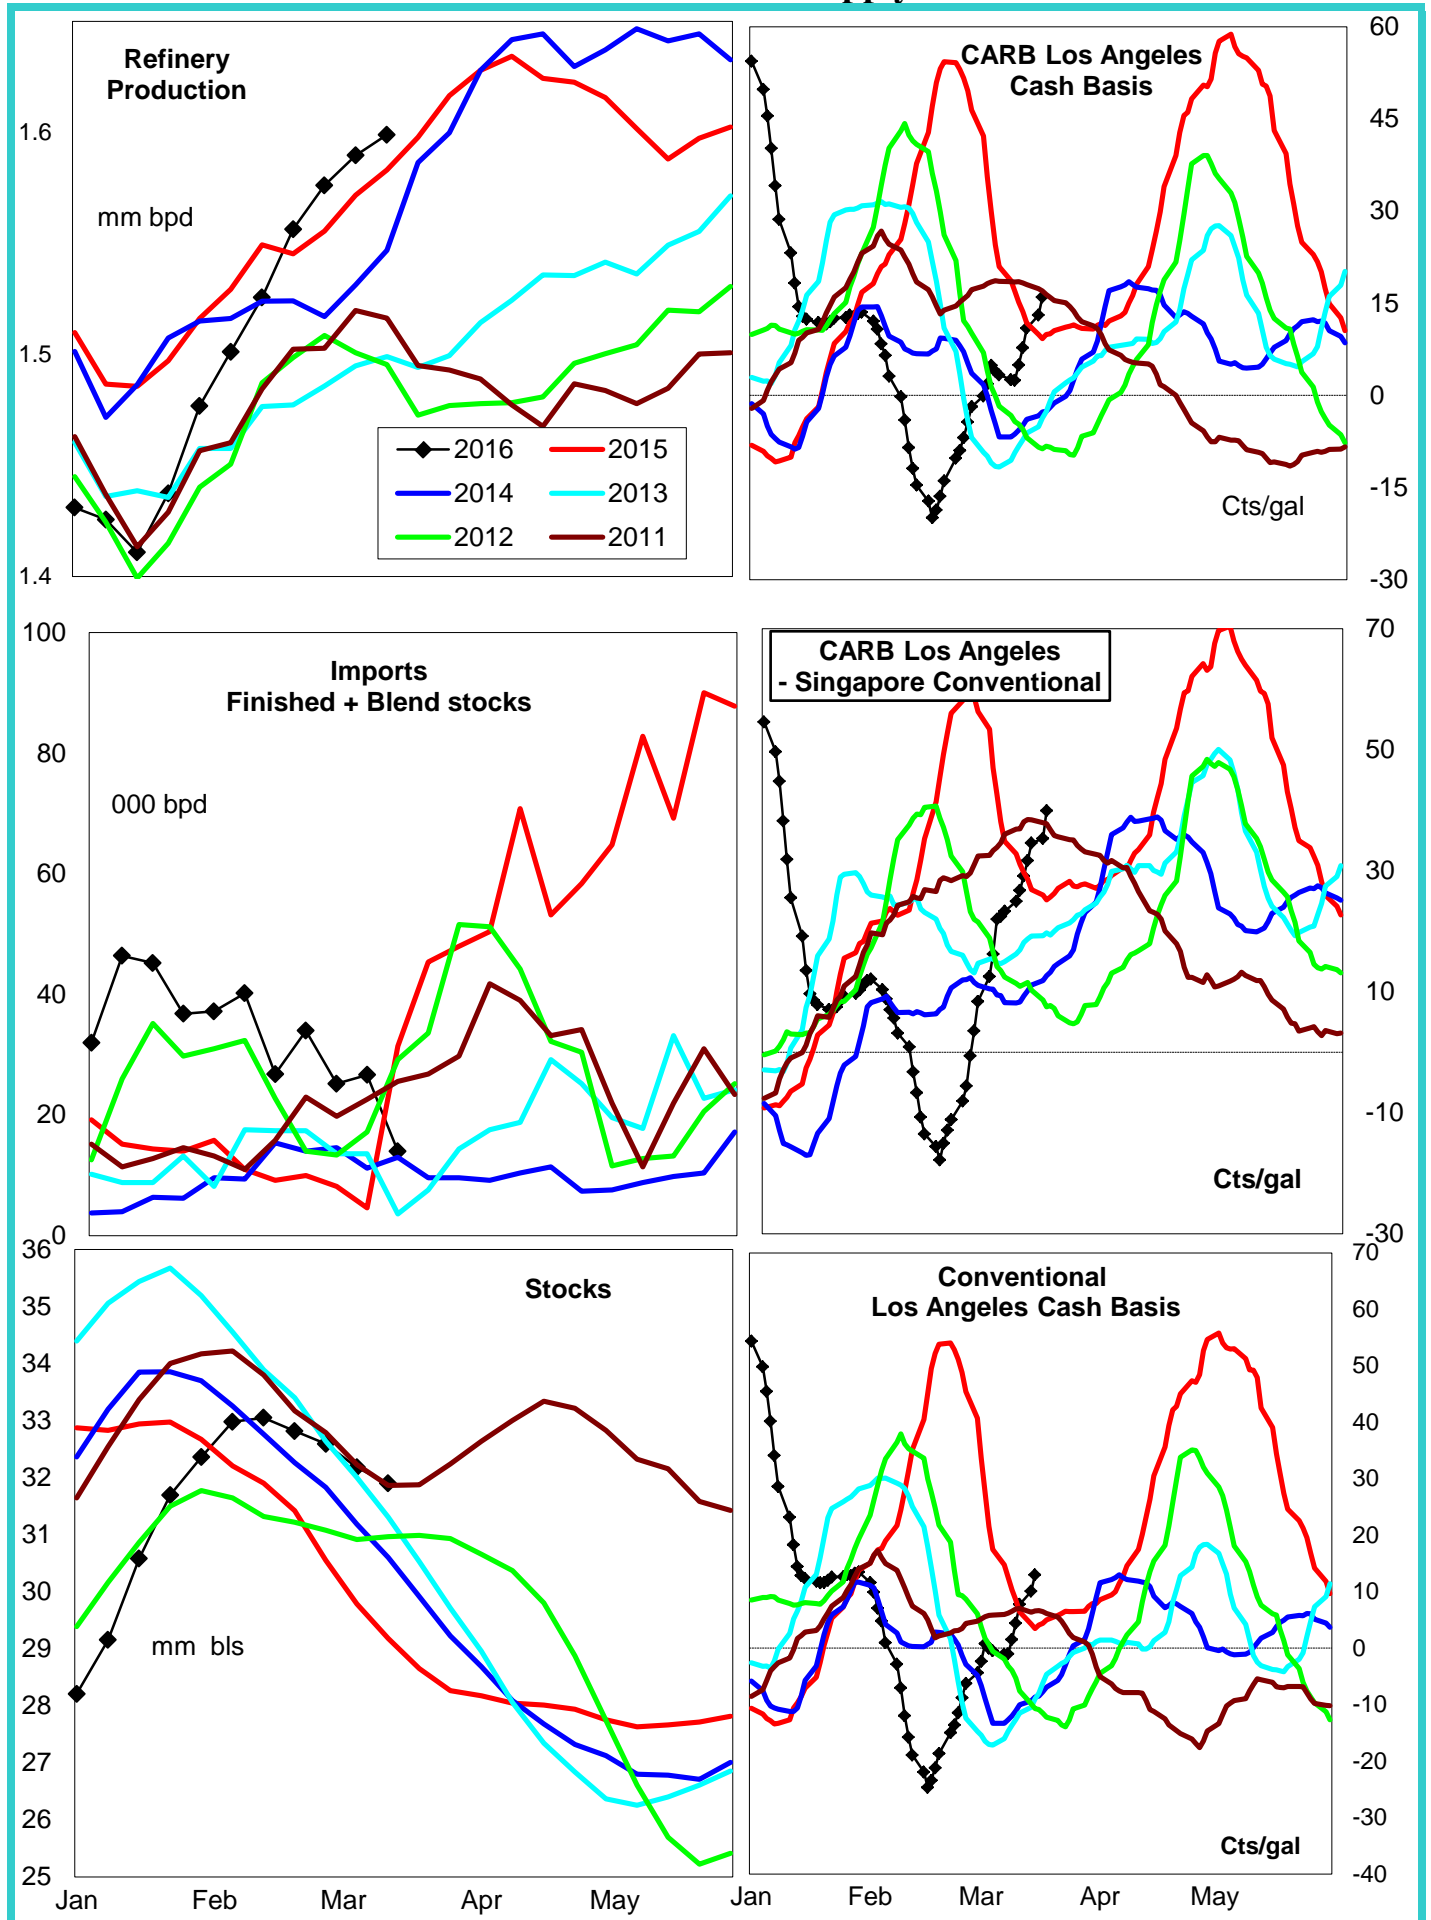 Refinery
Production
mm bpd
1.6
1.5
1.4
2016
2015
2014
2013
2012
2011
CARB Los Angeles
Cash Basis
60
45
30
15
0
-15
-30
Cts/gal
Imports
Finished + Blend stocks
000 bpd
100
80
60
40
20
0
CARB Los Angeles
- Singapore Conventional
70
50
30
10
-10
-30
Cts/gal
Stocks
mm bls
36
35
34
33
32
31
30
29
28
27
26
25
Jan
Feb
Mar
Apr
May
Conventional
Los Angeles Cash Basis
70
60
50
40
30
20
10
0
-10
-20
-30
-40
Cts/gal
Jan
Feb
Mar
Apr
May